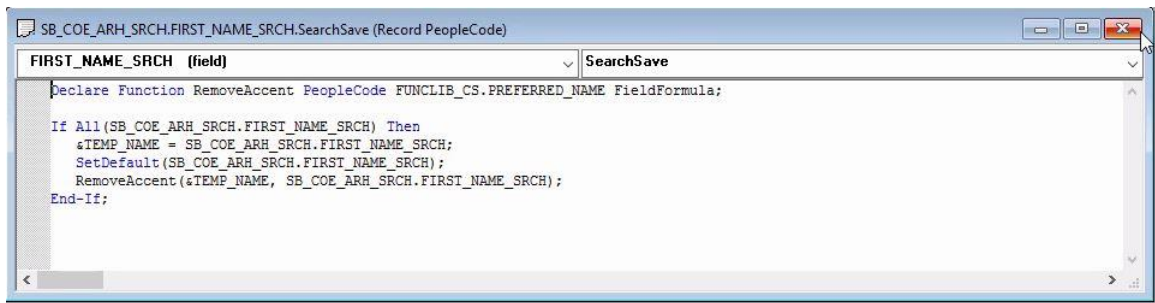 SB_COE_ARH_SRCH.FIRST_NAME_SRCH.SearchSave (Record PeopleCode)
FIRST_NAME_SRCH (field) SearchSave
Declare Function RemoveAccent PeopleCode FUNCLIB_CS.PREFERRED_NAME FieldFormula;
If All(SB_COE_ARH_SRCH.FIRST_NAME_SRCH) Then
&TEMP_NAME = SB_COE_ARH_SRCH.FIRST_NAME_SRCH;
SetDefault(SB_COE_ARH_SRCH.FIRST_NAME_SRCH);
RemoveAccent(&TEMP_NAME, SB_COE_ARH_SRCH.FIRST_NAME_SRCH);
End-If;